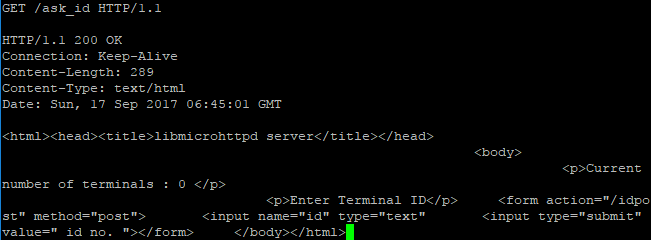 GET /ask_id HTTP/1.1
HTTP/1.1 200 OK
Connection: Keep-Alive
Content-Length: 289
Content-Type: text/html
Date: Sun, 17 Sep 2017 06:45:01 GMT
<html><head><title>libmicrohttpd server</title></head>
<body>
<p>Current
number of terminals : 0 </p>
<p>Enter Terminal ID</p> <form action="/idpo
st" method="post"> <input name="id" type="text" <input type="submit"
value=" id no. "></form> </body></html>